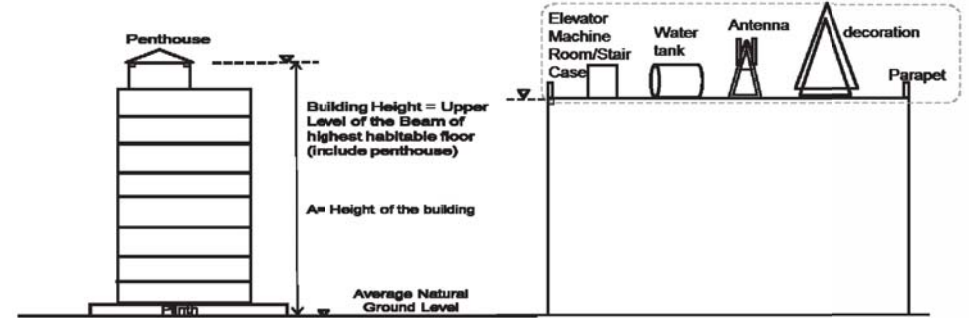 Penthouse
Building Height = Upper
Level of the Beam of
highest habitable floor
(include penthouse)
A= Height of the building
Average Natural
Ground Level
Plinth
Elevator
Machine
Room/Stair
Case
Water
tank
Antenna
decoration
Parapet